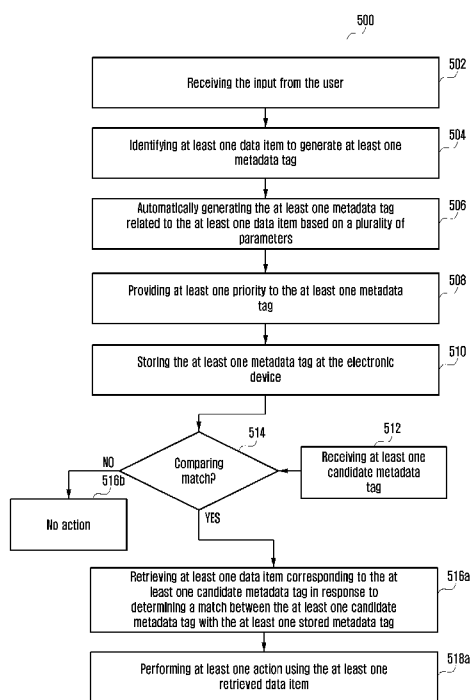 500
502
Receiving the input from the user
504
Identifying at least one data item to generate at least one
metadata tag
506
Automatically generating the at least one metadata tag
related to the at least one data item based on a plurality of
parameters
508
Providing at least one priority to the at least one metadata
tag
510
Storing the at least one metadata tag at the electronic
device
514
Comparing
match?
512
Receiving at least one
candidate metadata
tag
NO
516b
No action
YES
516a
Retrieving at least one data item corresponding to the at
least one candidate metadata tag in response to
determining a match between the at least one candidate
metadata tag with the at least one stored metadata tag
518a
Performing at least one action using the at least one
retrieved data item